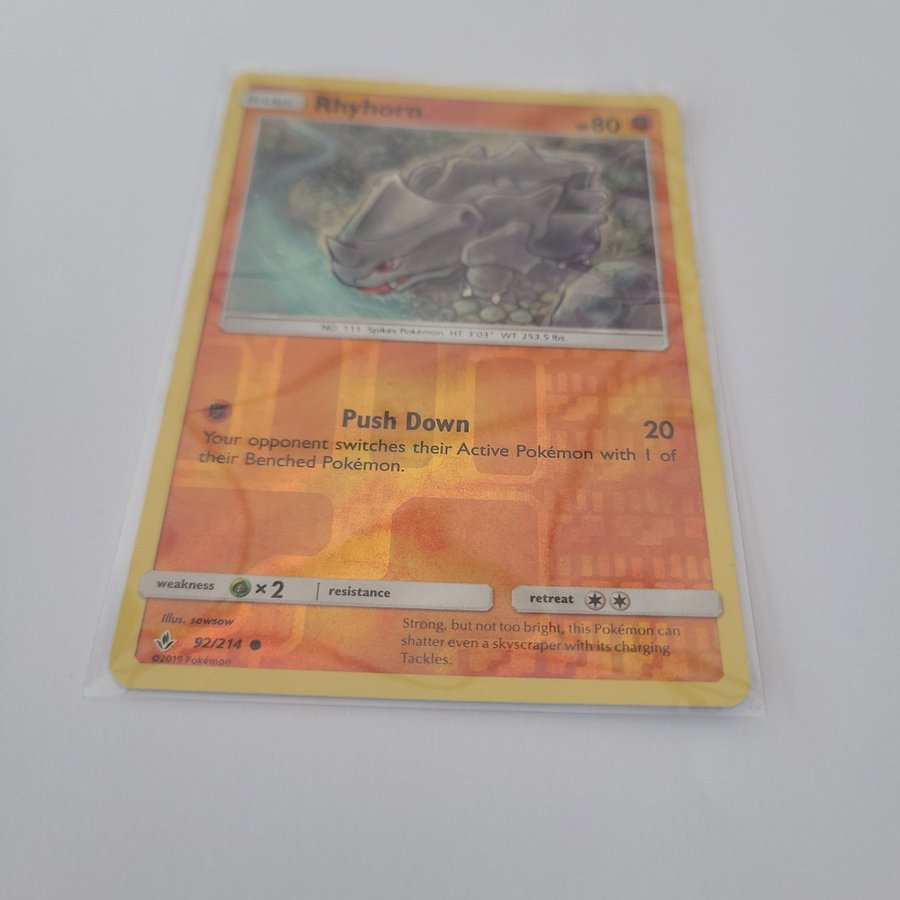 BASIC
Rhyhorn
HP80
NO. 111 Spikes Pokémon HT: 3'03" WT: 253.5 lbs.
Push Down 20
Your opponent switches their Active Pokémon with 1 of
their Benched Pokémon.
weakness ×2 resistance retreat
Illus. sowsow
92/214
©2019 Pokémon
Strong, but not too bright, this Pokémon can
shatter even a skyscraper with its charging
Tackles.